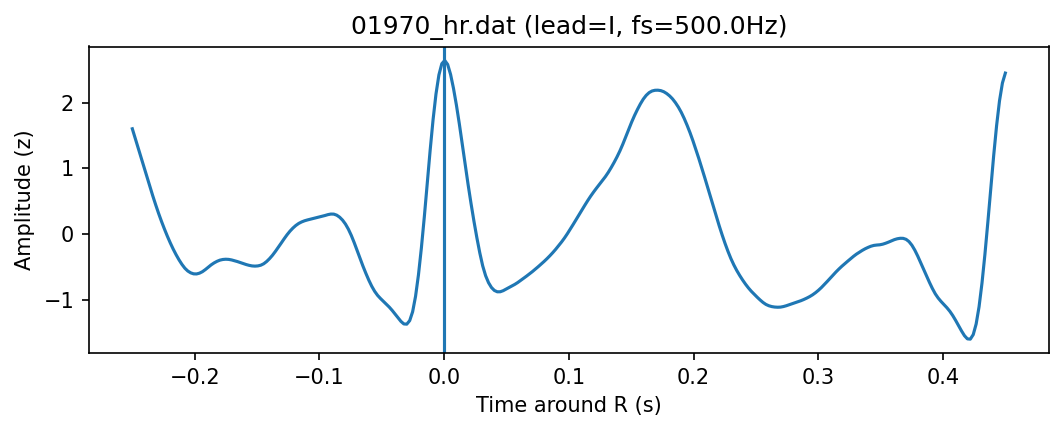 01970_hr.dat (lead=I, fs=500.0Hz)
2
1
0
−1
Amplitude (z)
−0.2 −0.1 0.0 0.1 0.2 0.3 0.4
Time around R (s)